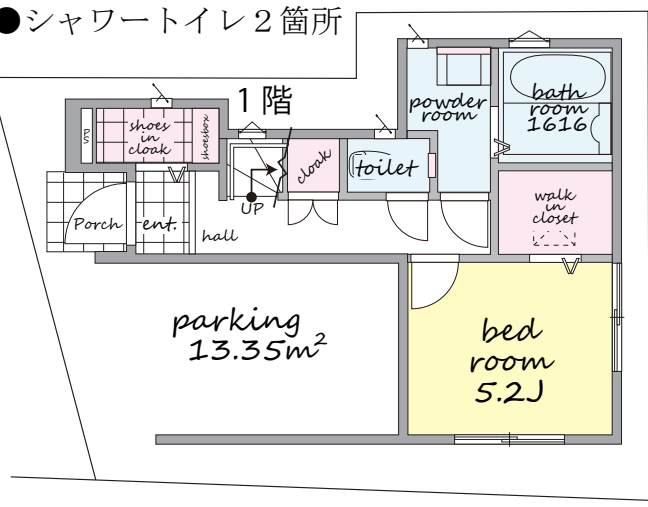 ●シャワートイレ２箇所
１階
powder
room
bath
room
1616
PS
shoes
in
cloak
shoesbox
cloak
toilet
walk
in
closet
UP
Porch
ent.
hall
parking
13.35m²
bed
room
5.2J